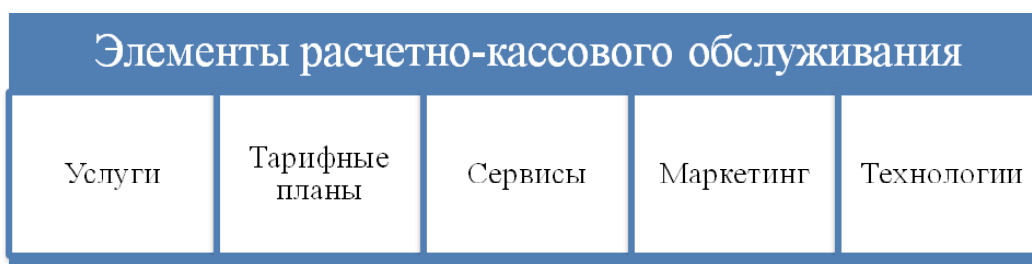 Элементы расчетно-кассового обслуживания
Услуги
Тарифные
планы
Сервисы
Маркетинг
Технологии